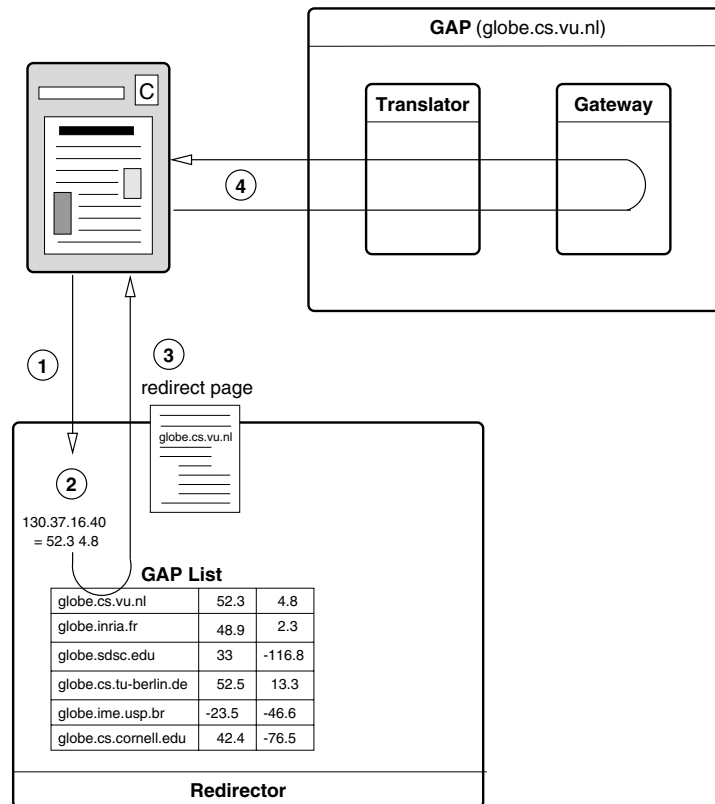 GAP (globe.cs.vu.nl)
C
Translator
Gateway
4
1
3
redirect page
globe.cs.vu.nl
2
130.37.16.40
= 52.3 4.8
GAP List
globe.cs.vu.nl 52.3 4.8
globe.inria.fr 48.9 2.3
globe.sdsc.edu 33 -116.8
globe.cs.tu-berlin.de 52.5 13.3
globe.ime.usp.br -23.5 -46.6
globe.cs.cornell.edu 42.4 -76.5
Redirector